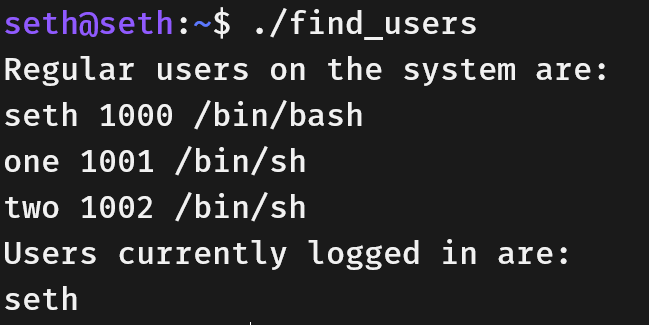 seth@seth:~$ ./find_users
Regular users on the system are:
seth 1000 /bin/bash
one 1001 /bin/sh
two 1002 /bin/sh
Users currently logged in are:
seth